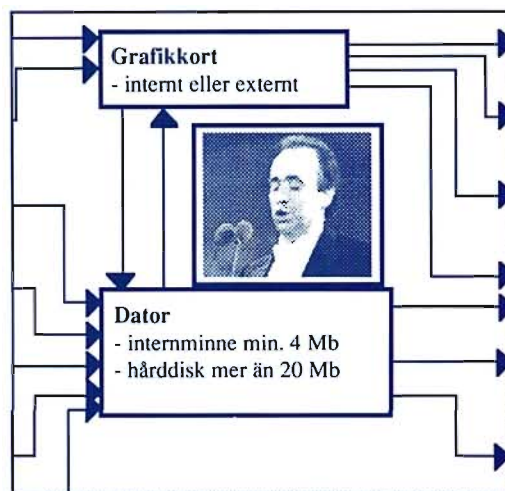 Grafikkort
- internt eller externt
Dator
- internminne min. 4 Mb
- hårddisk mer än 20 Mb